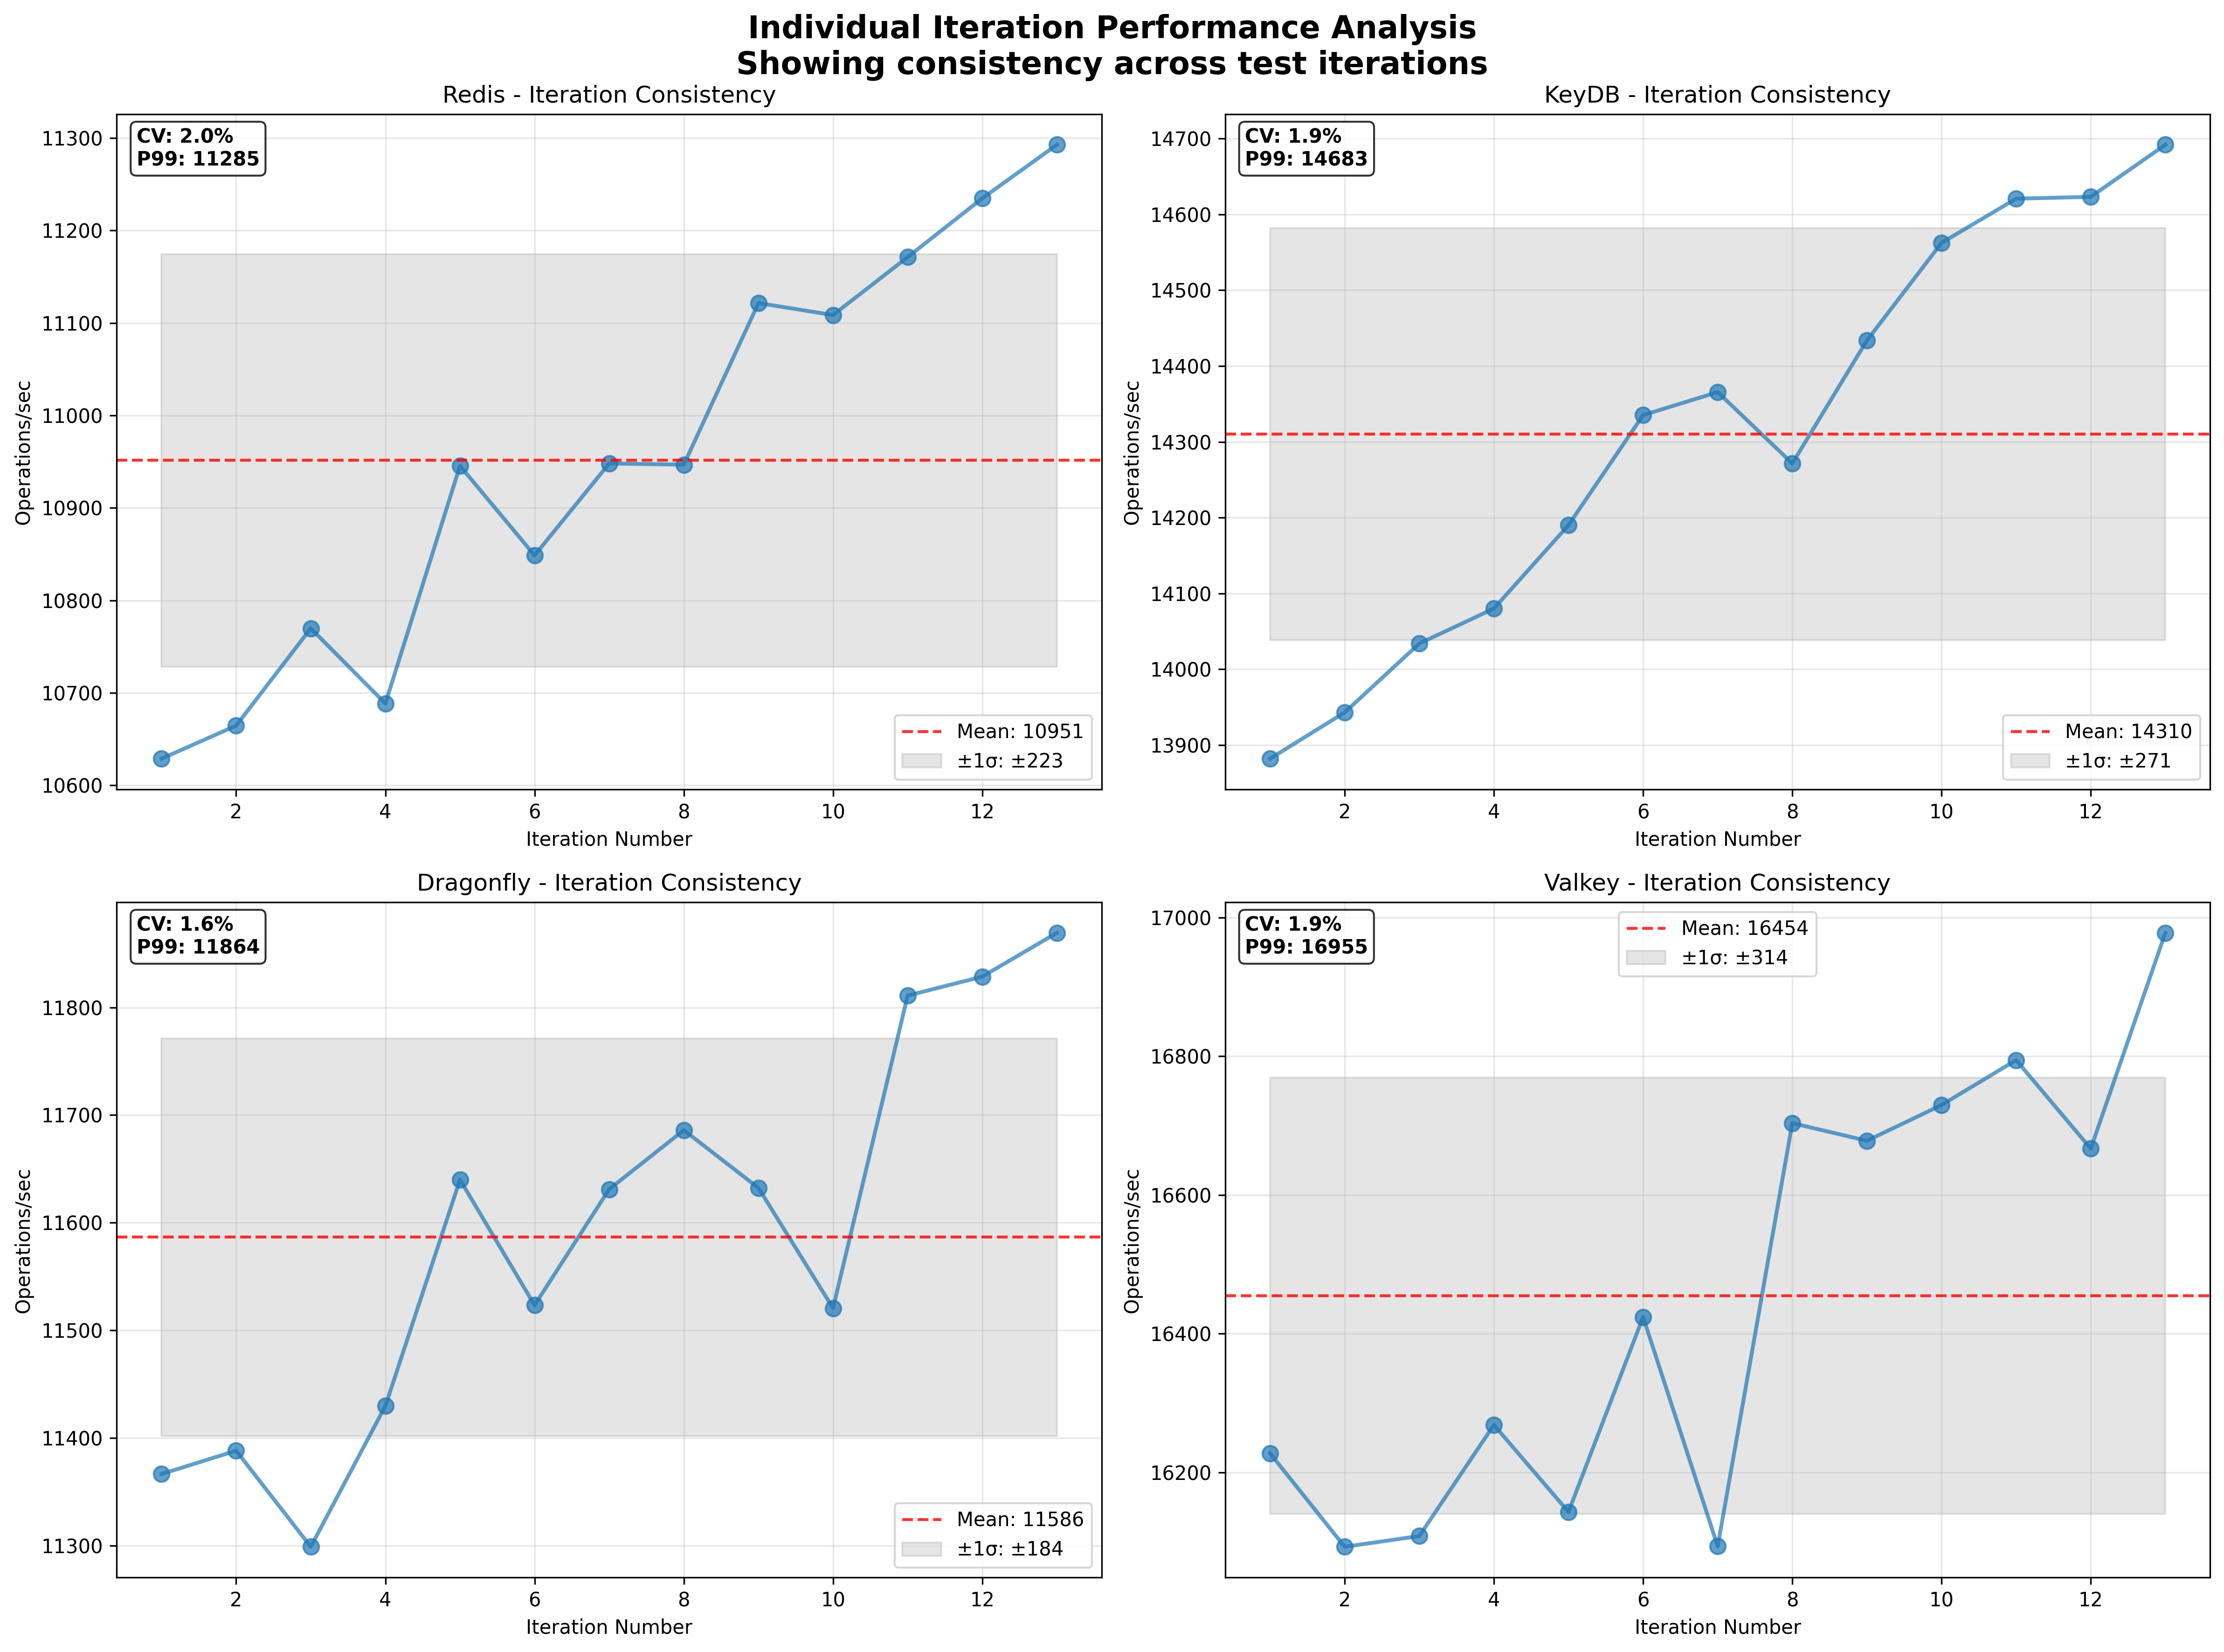 Individual Iteration Performance Analysis
Showing consistency across test iterations
Redis - Iteration Consistency
CV: 2.0%
P99: 11285
11300
11200
11100
11000
10900
10800
10700
10600
Operations/sec
Mean: 10951
±1σ: ±223
2 4 6 8 10 12
Iteration Number
KeyDB - Iteration Consistency
CV: 1.9%
P99: 14683
14700
14600
14500
14400
14300
14200
14100
14000
13900
Operations/sec
Mean: 14310
±1σ: ±271
2 4 6 8 10 12
Iteration Number
Dragonfly - Iteration Consistency
CV: 1.6%
P99: 11864
11800
11700
11600
11500
11400
11300
Operations/sec
Mean: 11586
±1σ: ±184
2 4 6 8 10 12
Iteration Number
Valkey - Iteration Consistency
CV: 1.9%
P99: 16955
Mean: 16454
±1σ: ±314
17000
16800
16600
16400
16200
Operations/sec
2 4 6 8 10 12
Iteration Number